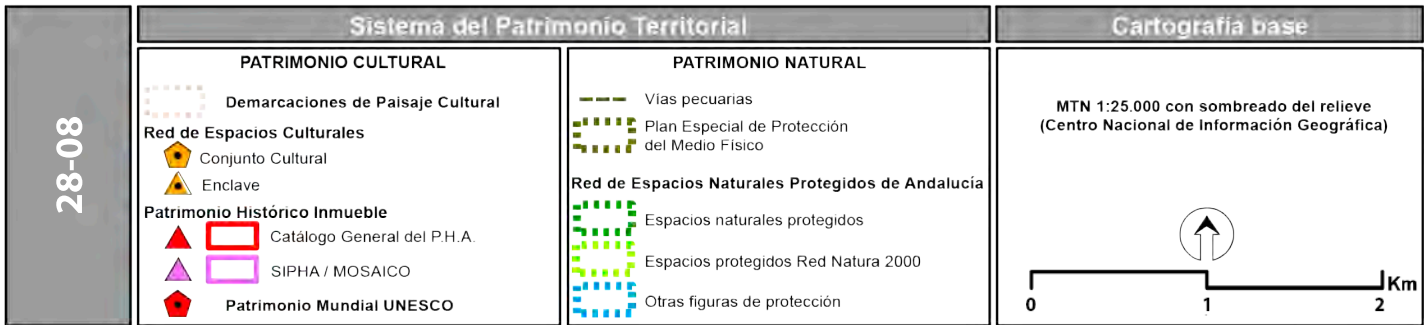 28-08
Sistema del Patrimonio Territorial
PATRIMONIO CULTURAL
Demarcaciones de Paisaje Cultural
Red de Espacios Culturales
Conjunto Cultural
Enclave
Patrimonio Histórico Inmueble
Catálogo General del P.H.A.
SIPHA / MOSAICO
Patrimonio Mundial UNESCO
PATRIMONIO NATURAL
Vías pecuarias
Plan Especial de Protección
del Medio Físico
Red de Espacios Naturales Protegidos de Andalucía
Espacios naturales protegidos
Espacios protegidos Red Natura 2000
Otras figuras de protección
Cartografía base
MTN 1:25.000 con sombreado del relieve
(Centro Nacional de Información Geográfica)
Km
0 1 2